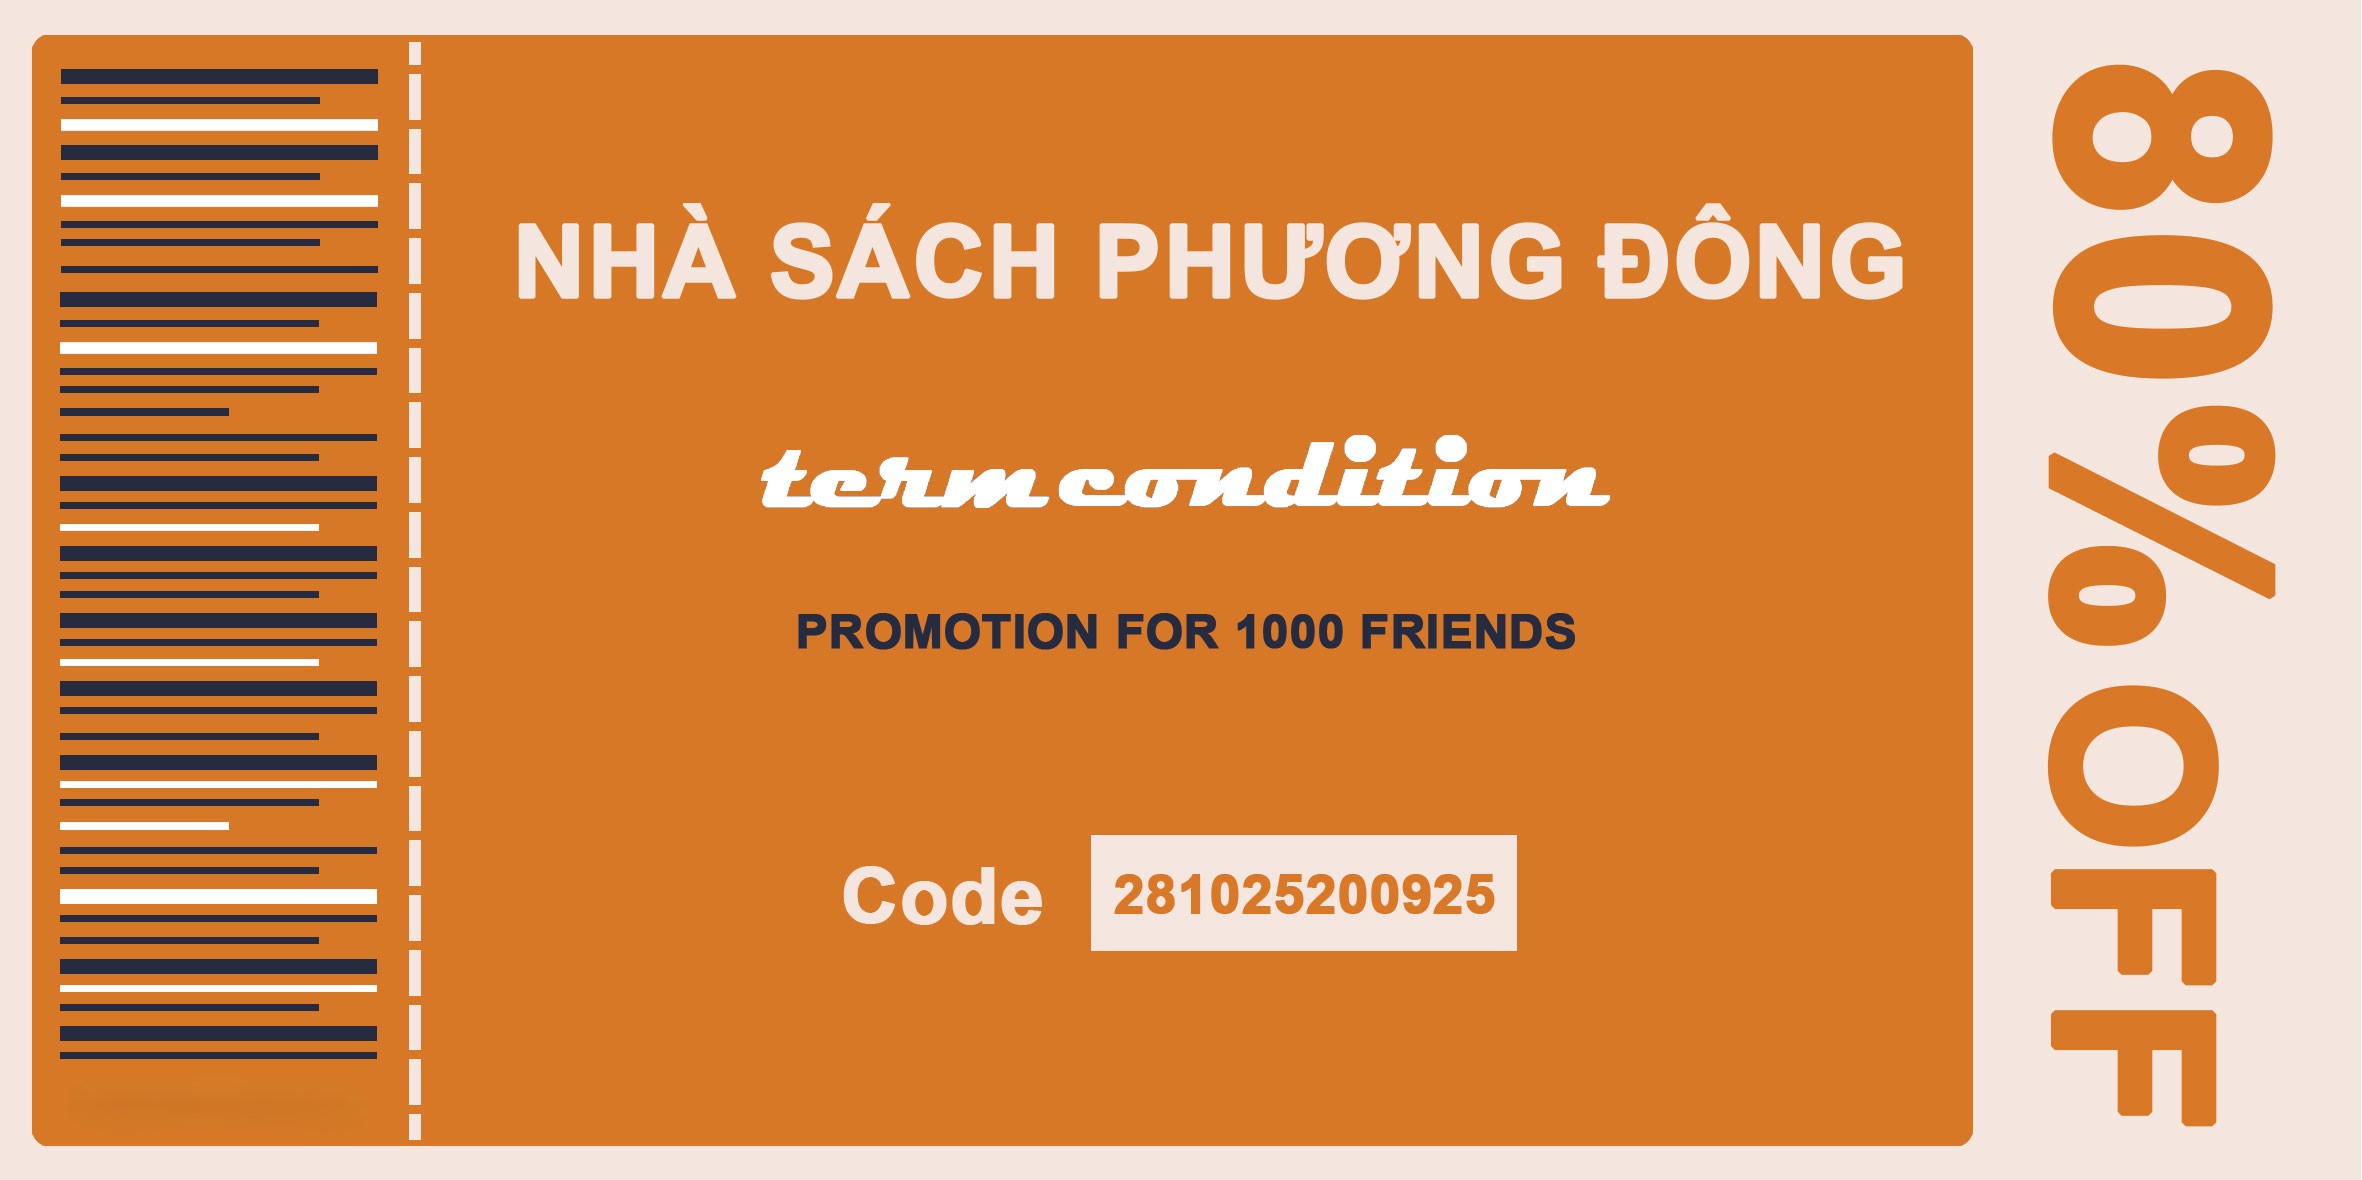 NHÀ SÁCH PHƯƠNG ĐÔNG
term condition
PROMOTION FOR 1000 FRIENDS
Code 281025200925
80% OFF